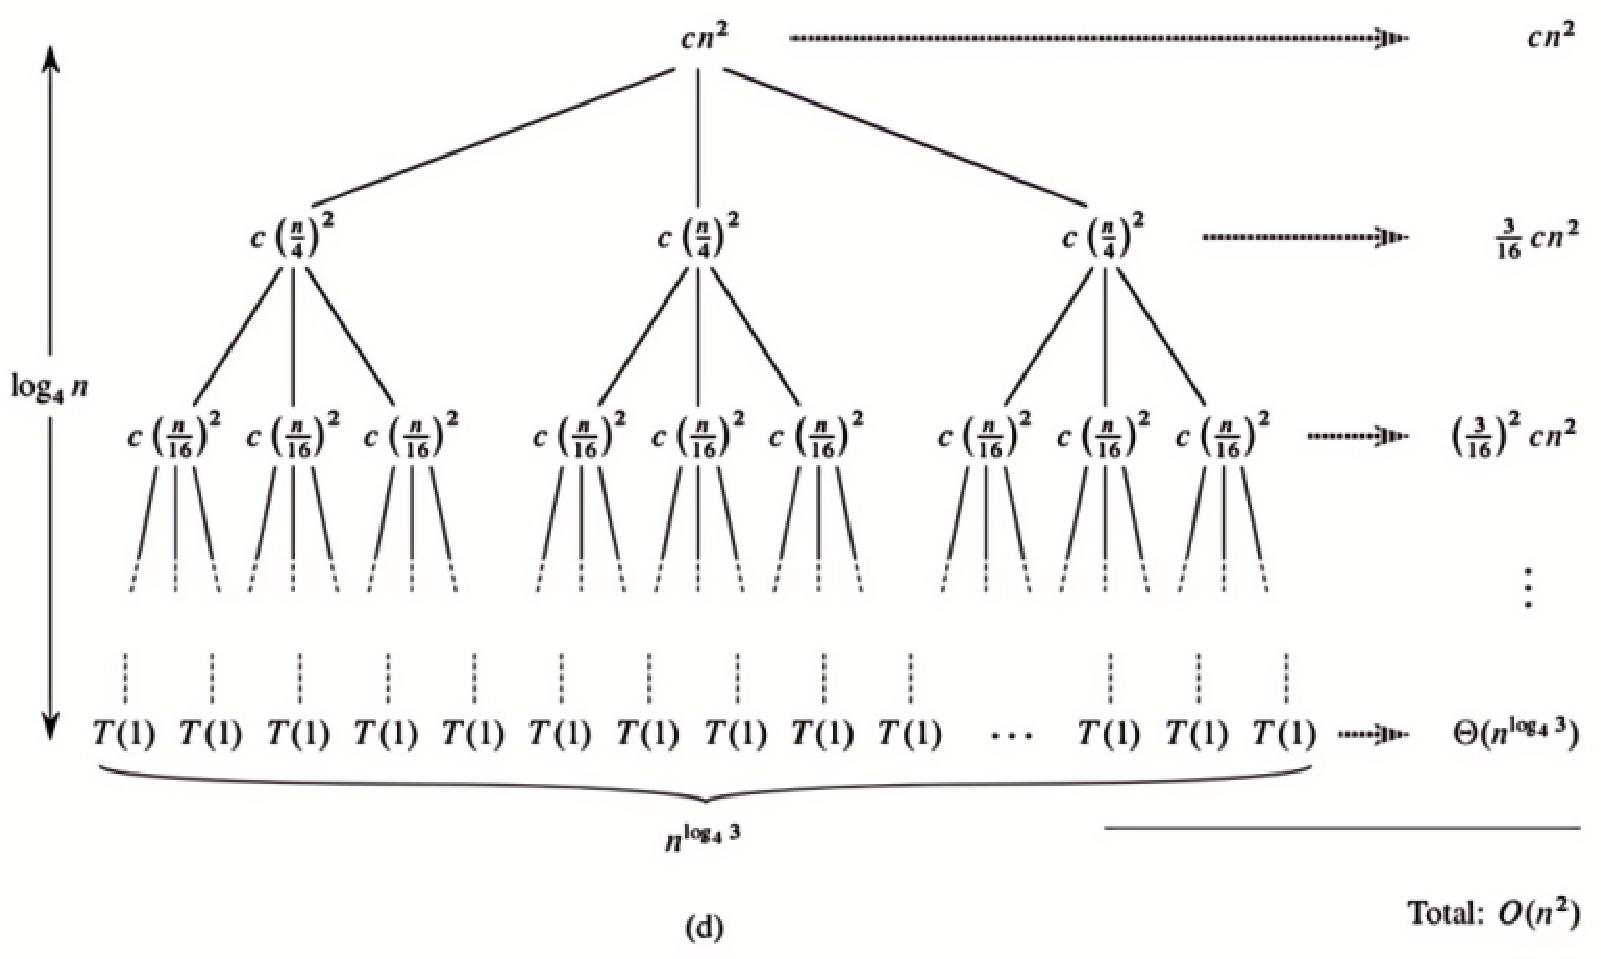 cn² cn²
c(n/4)² c(n/4)² c(n/4)² 3/16 cn²
log₄ n
c(n/16)² c(n/16)² c(n/16)² c(n/16)² c(n/16)² c(n/16)² c(n/16)² c(n/16)² c(n/16)² (3/16)² cn²
⋮
T(1) T(1) T(1) T(1) T(1) T(1) T(1) T(1) T(1) T(1) ... T(1) T(1) T(1) Θ(n^(log₄ 3))
n^(log₄ 3)
(d)
Total: O(n²)